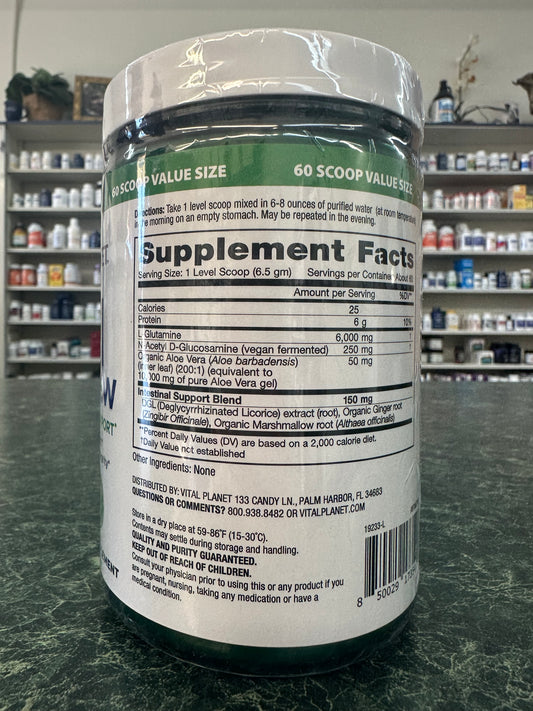 60 SCOOP VALUE SIZE 60 SCOOP VALUE SIZE
Directions: Take 1 level scoop mixed in 6-8 ounces of purified water (at room temperature)
in the morning on an empty stomach. May be repeated in the evening.
Supplement Facts
Serving Size: 1 Level Scoop (6.5 gm) Servings per Container: About 60
Amount per Serving %DV**
Calories 25
Protein 6 g 10%
L Glutamine 6,000 mg †
N-Acetyl D-Glucosamine (vegan fermented) 250 mg
Organic Aloe Vera (Aloe barbadensis) 50 mg
(inner leaf) (200:1) (equivalent to
10,000 mg of pure Aloe Vera gel)
Intestinal Support Blend 150 mg
DGL (Deglycyrrhizinated Licorice) extract (root), Organic Ginger root
(Zingibir Officinale), Organic Marshmallow root (Althaea officinalis)
**Percent Daily Values (DV) are based on a 2,000 calorie diet.
†Daily Value not established
Other Ingredients: None
DISTRIBUTED BY: VITAL PLANET 133 CANDY LN., PALM HARBOR, FL 34683
QUESTIONS OR COMMENTS? 800.938.8482 OR VITALPLANET.COM
Store in a dry place at 59-86°F (15-30°C).
Contents may settle during storage and handling.
QUALITY AND PURITY GUARANTEED.
KEEP OUT OF REACH OF CHILDREN.
Consult your physician prior to using this or any product if you
are pregnant, nursing, taking any medication or have a
medical condition.
19233-L
8 50029